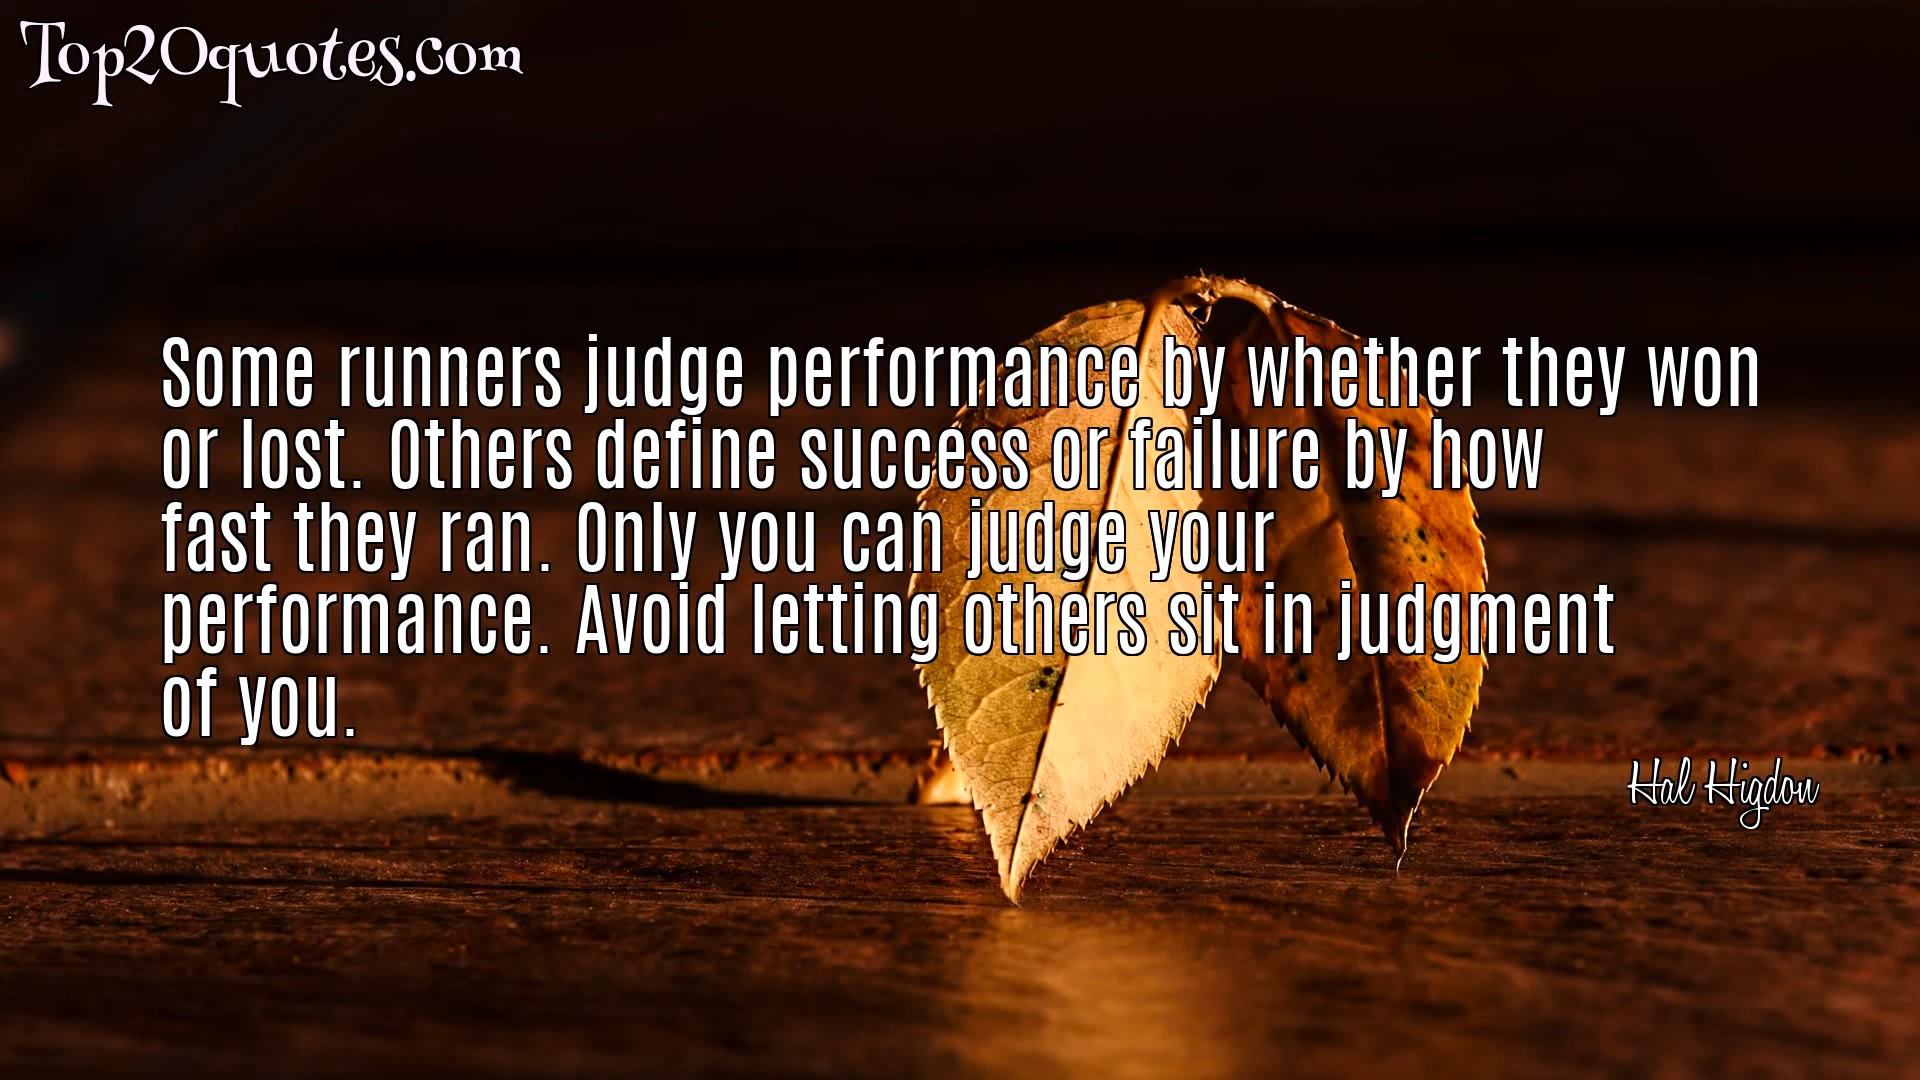 Top20quotes.com
Some runners judge performance by whether they won
or lost. Others define success or failure by how
fast they ran. Only you can judge your
performance. Avoid letting others sit in judgment
of you.
Hal Higdon